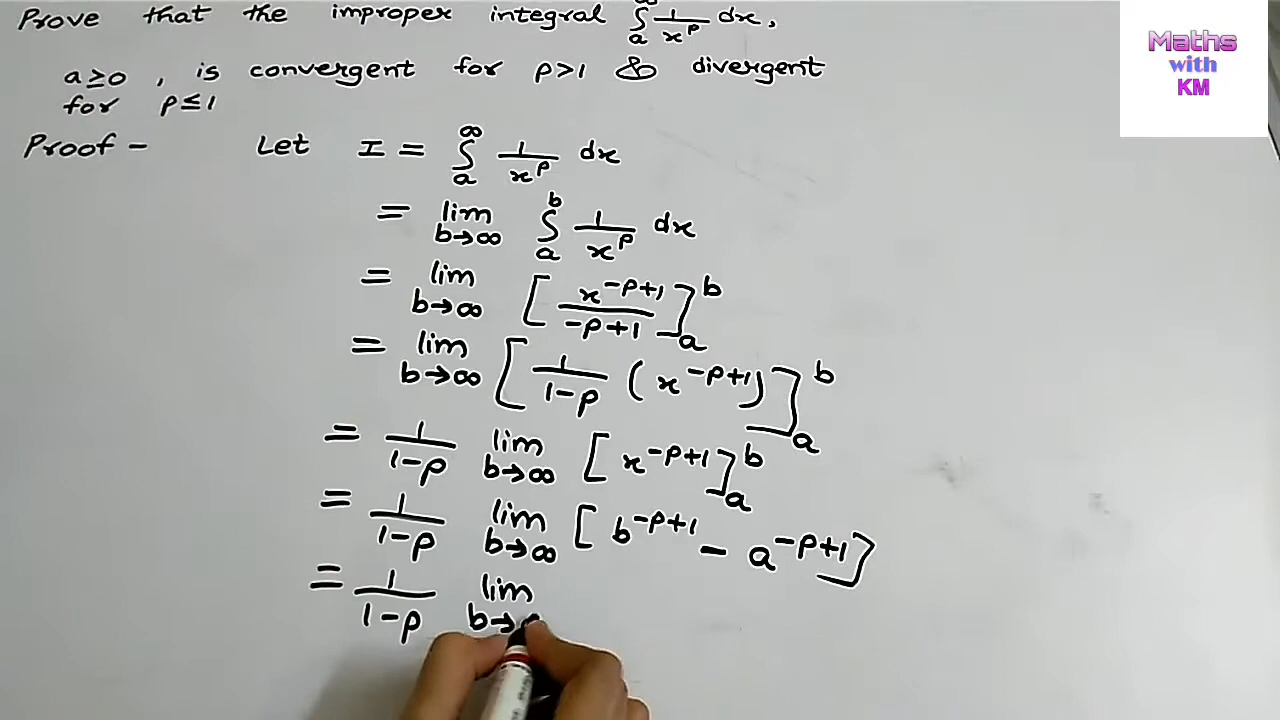 Prove that the improper integral ∫ₐ^∞ 1/x^p dx,
a≥0, is convergent for p>1 & divergent
for p≤1
Proof - Let I = ∫ₐ^∞ 1/x^p dx
= lim b→∞ ∫ₐ^b 1/x^p dx
= lim b→∞ [x^(-p+1)/(-p+1)]ₐ^b
= lim b→∞ [1/(1-p) (x^(-p+1))]ₐ^b
= 1/(1-p) lim b→∞ [x^(-p+1)]ₐ^b
= 1/(1-p) lim b→∞ [b^(-p+1) - a^(-p+1)]
= 1/(1-p) lim b→∞
Maths
with
KM